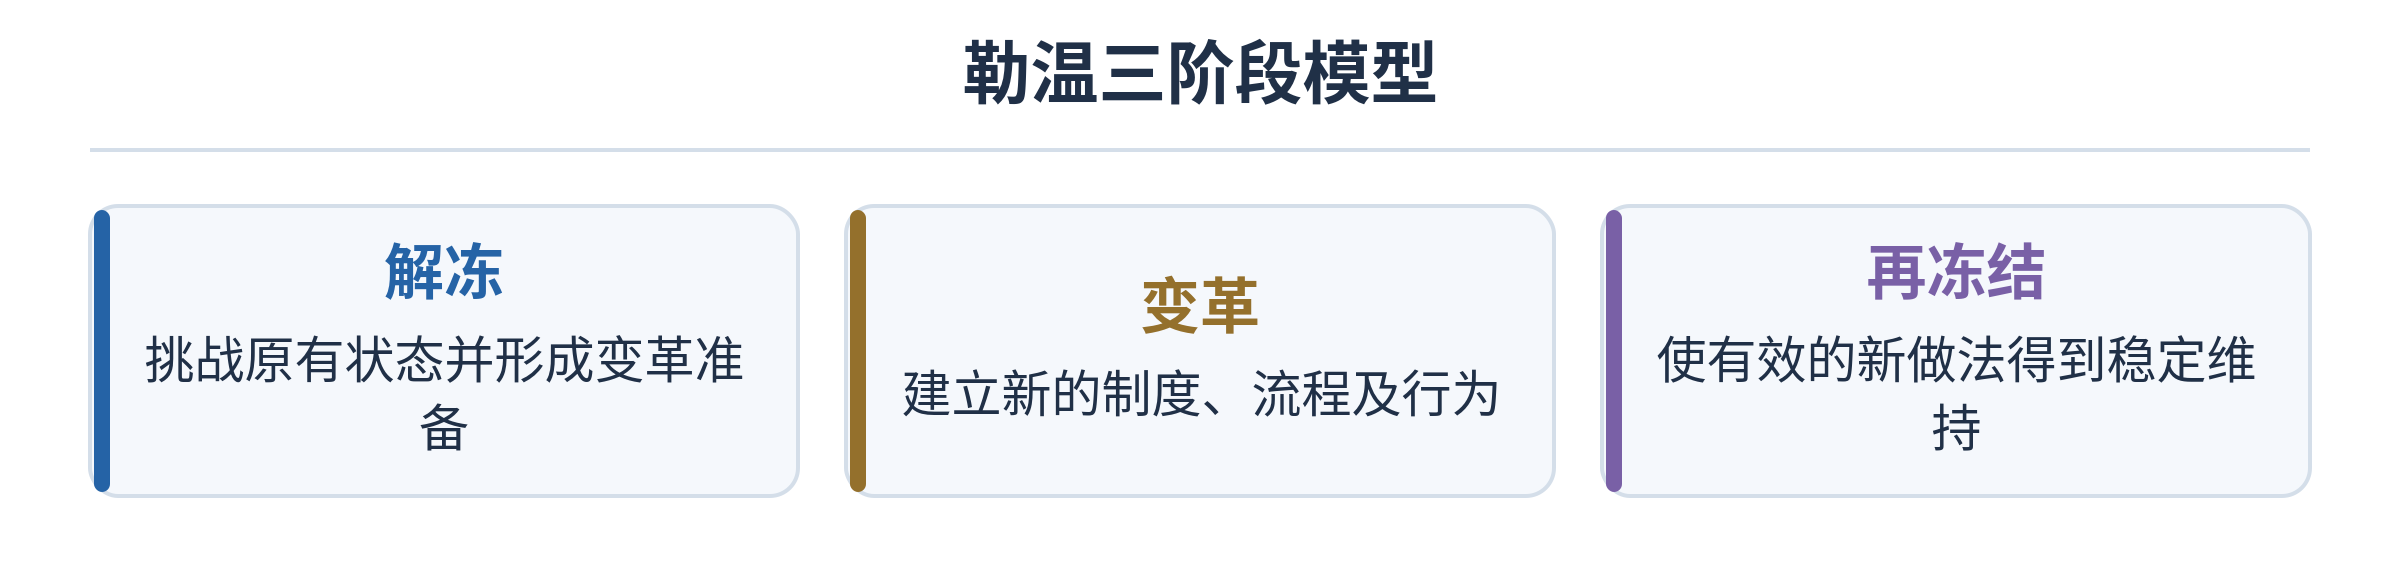 勒温三阶段模型
解冻
挑战原有状态并形成变革准
备
变革
建立新的制度、流程及行为
再冻结
使有效的新做法得到稳定维
持